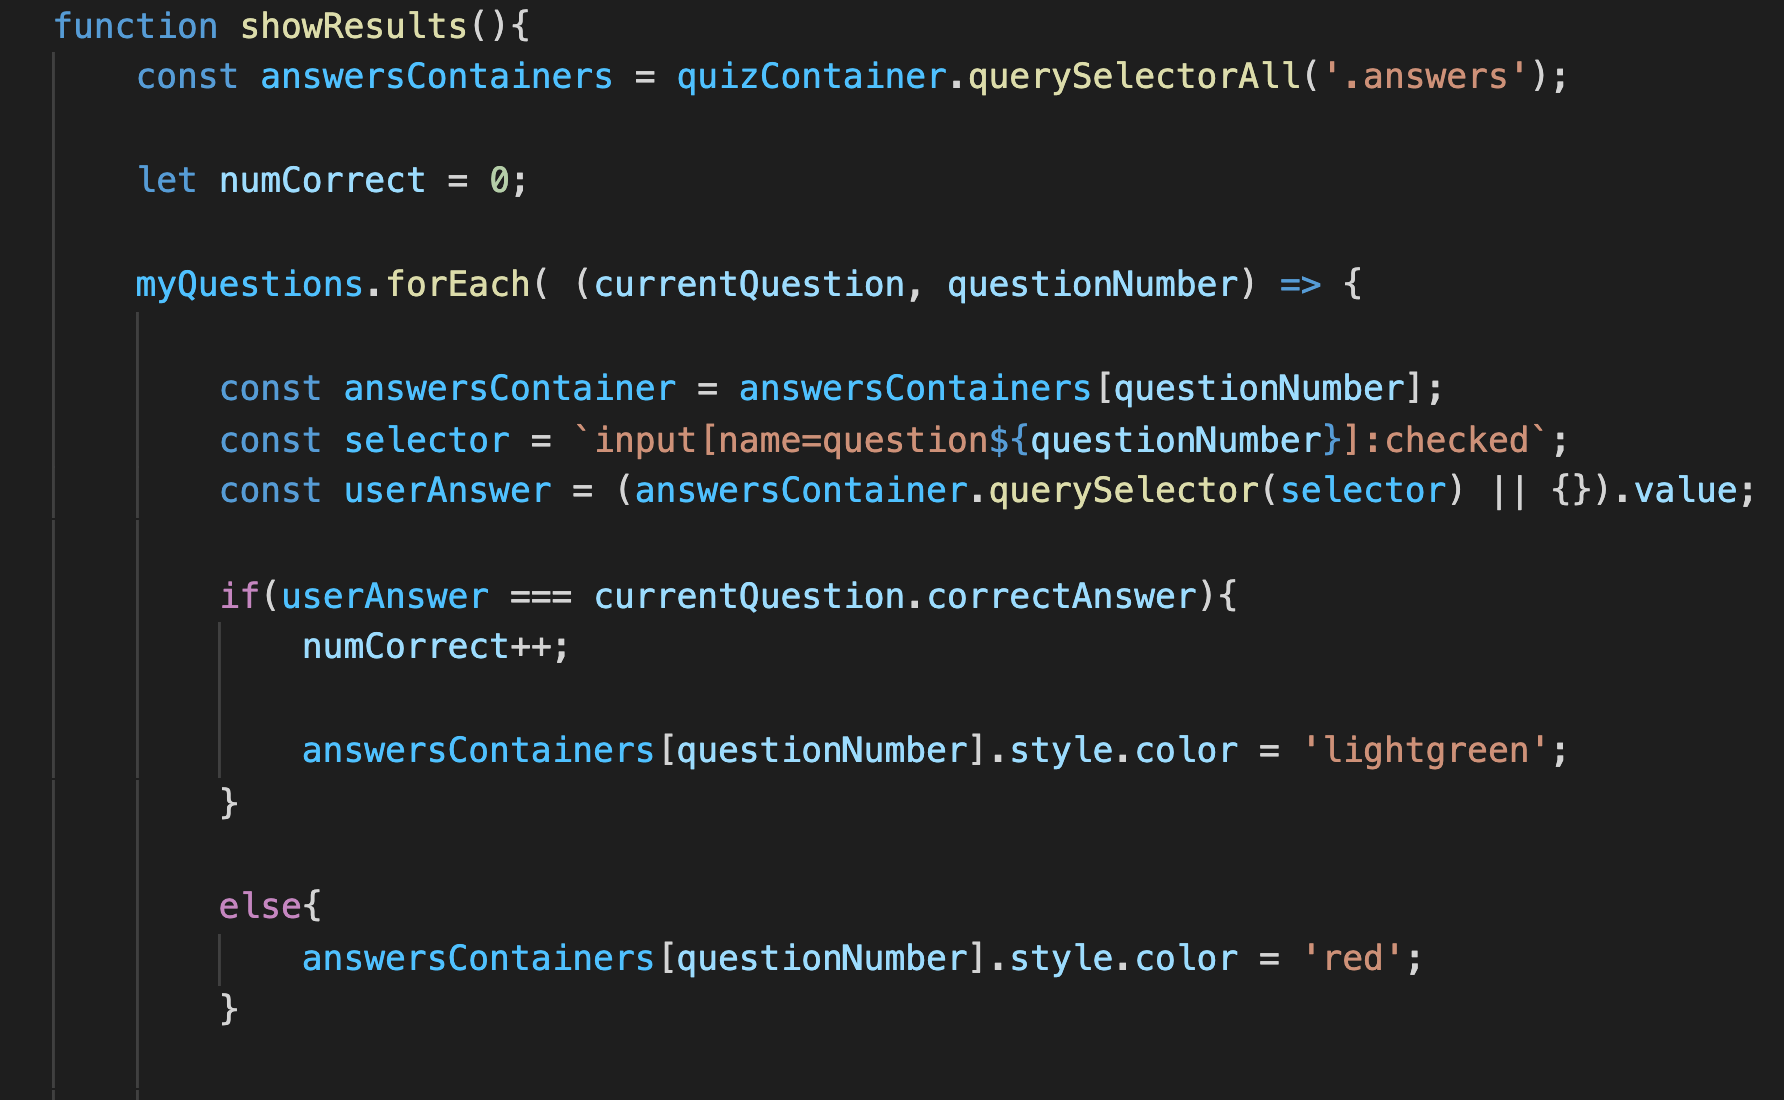 function showResults(){
    const answersContainers = quizContainer.querySelectorAll('.answers');
    let numCorrect = 0;
    myQuestions.forEach( (currentQuestion, questionNumber) => {
        const answersContainer = answersContainers[questionNumber];
        const selector = `input[name=question${questionNumber}]:checked`;
        const userAnswer = (answersContainer.querySelector(selector) || {}).value;
        if(userAnswer === currentQuestion.correctAnswer){
            numCorrect++;
            answersContainers[questionNumber].style.color = 'lightgreen';
        }
        else{
            answersContainers[questionNumber].style.color = 'red';
        }